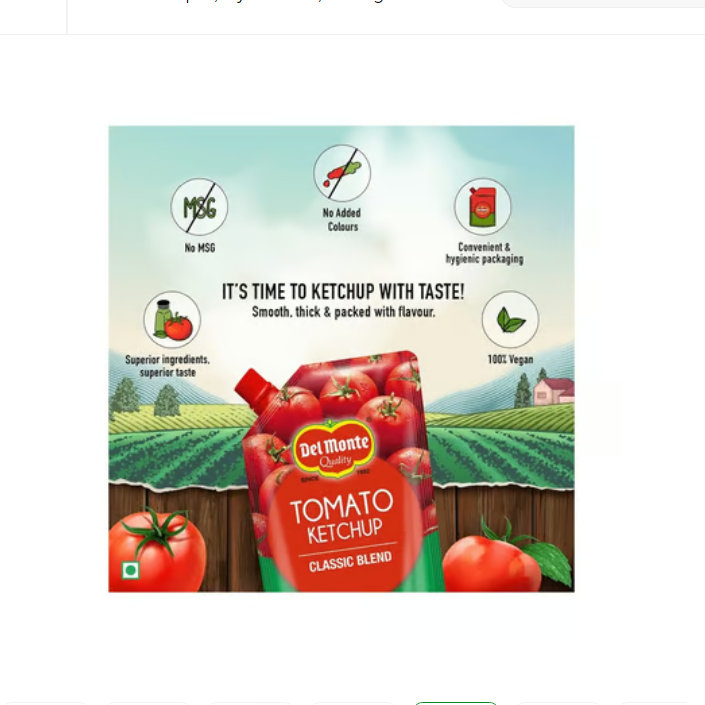 MSG
No MSG
No Added
Colours
Convenient &
hygienic packaging
IT'S TIME TO KETCHUP WITH TASTE!
Smooth, thick & packed with flavour.
Superior ingredients,
superior taste
100% Vegan
Del Monte
Quality
SINCE 1892
TOMATO
KETCHUP
CLASSIC BLEND